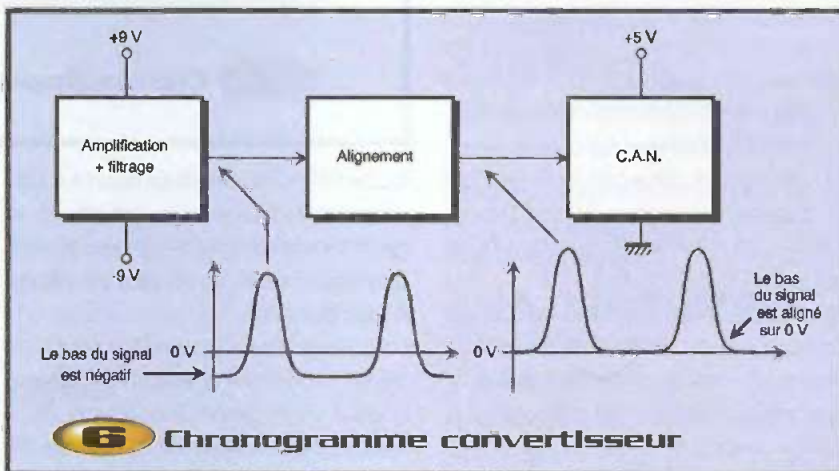 +9 V
+5 V
Amplification
+ filtrage
Alignement
C.A.N.
-9 V
Le bas du signal
est négatif
0 V
0 V
Le bas
du signal
est aligné
sur 0 V
6 Chronogramme convertisseur